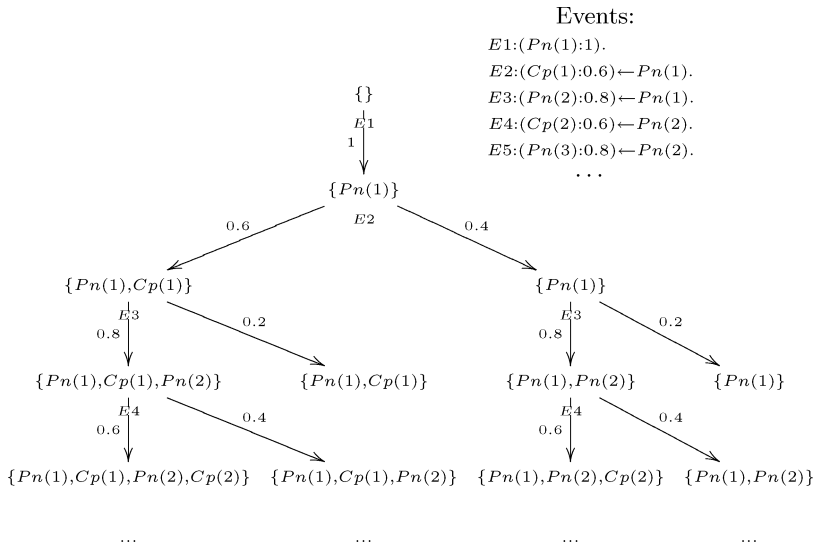 Events:
E1:(Pn(1):1).
E2:(Cp(1):0.6)←Pn(1).
E3:(Pn(2):0.8)←Pn(1).
E4:(Cp(2):0.6)←Pn(2).
E5:(Pn(3):0.8)←Pn(2).
...
{}
E1
1
{Pn(1)}
E2
0.6 0.4
{Pn(1),Cp(1)} {Pn(1)}
E3 E3
0.8 0.2 0.8 0.2
{Pn(1),Cp(1),Pn(2)} {Pn(1),Cp(1)} {Pn(1),Pn(2)} {Pn(1)}
E4 E4
0.6 0.4 0.6 0.4
{Pn(1),Cp(1),Pn(2),Cp(2)} {Pn(1),Cp(1),Pn(2)} {Pn(1),Pn(2),Cp(2)} {Pn(1),Pn(2)}
... ... ... ...